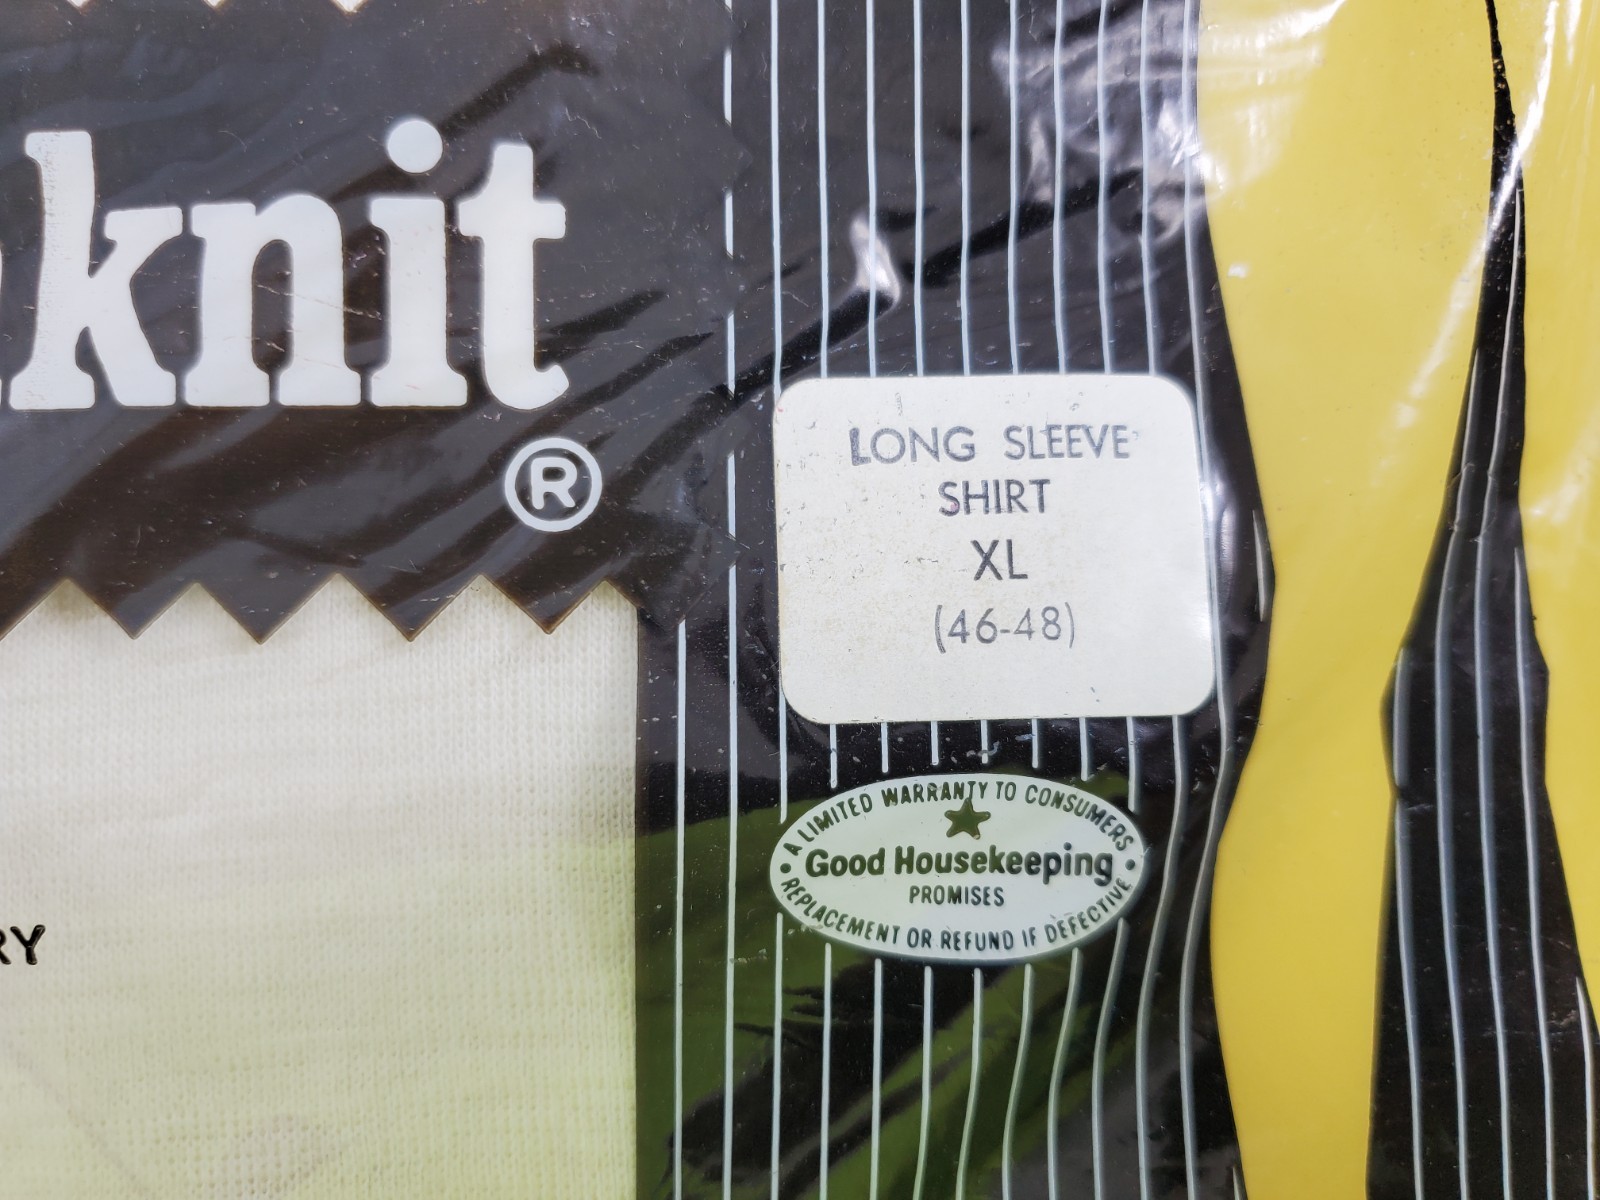 knit
®
LONG SLEEVE
SHIRT
XL
(46-48)
A LIMITED WARRANTY TO CONSUMERS
Good Housekeeping
PROMISES
• REPLACEMENT OR REFUND IF DEFECTIVE •
RY